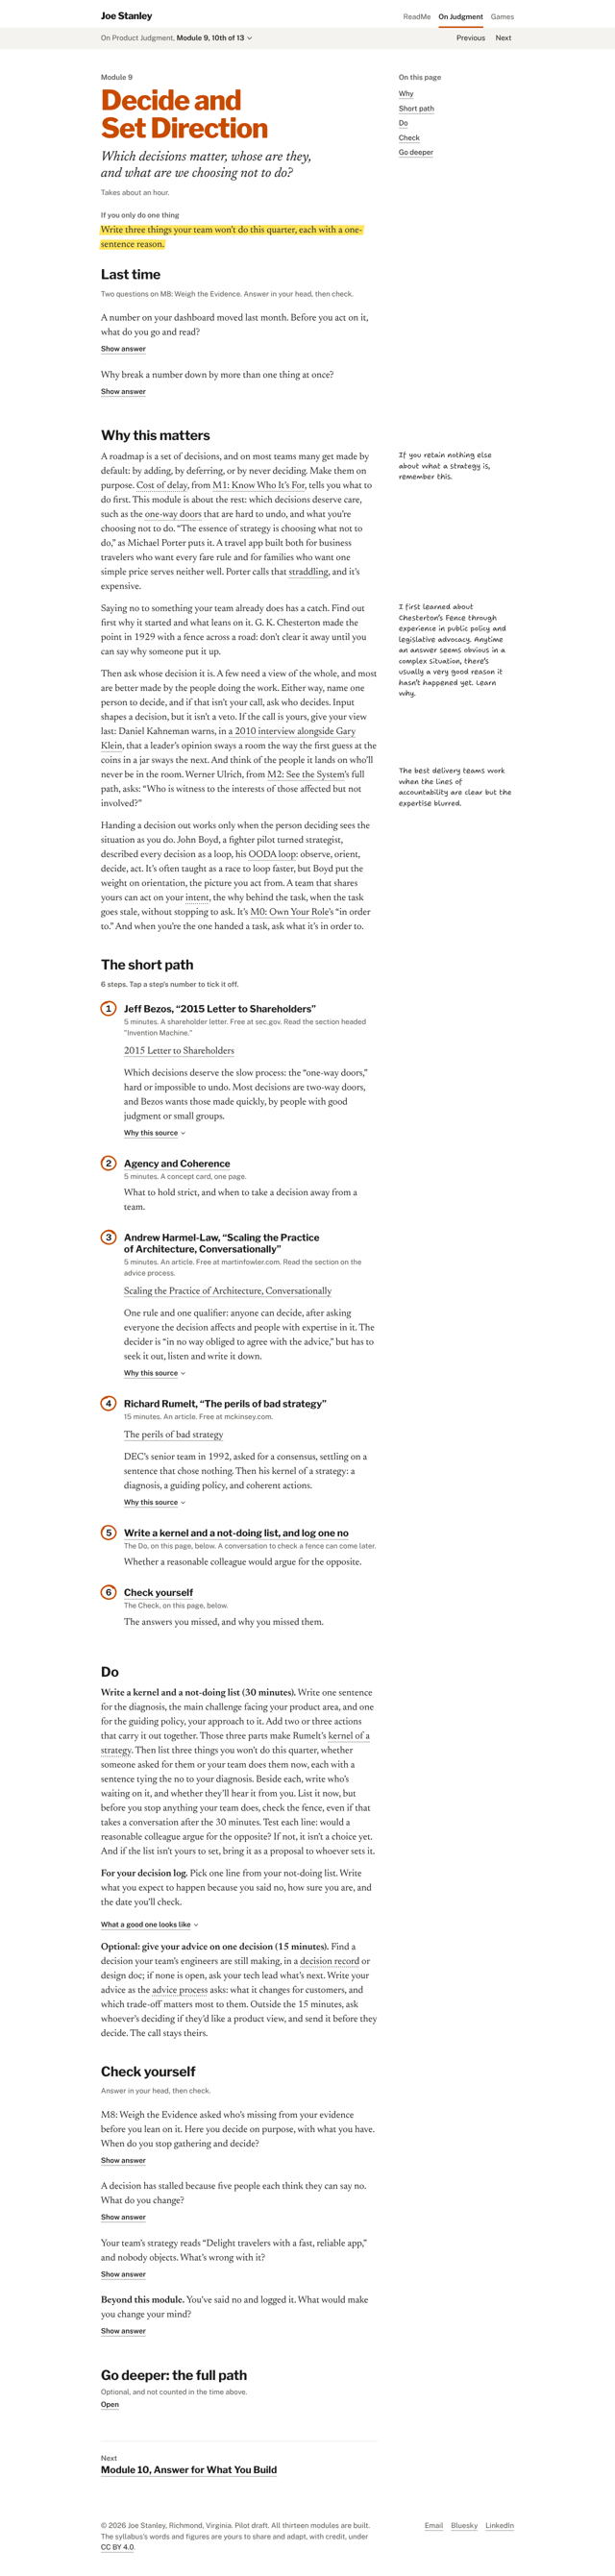 Joe Stanley
ReadMe On Judgment Games
On Product Judgment, Module 9, 10th of 13
Previous Next
Module 9
Decide and
Set Direction
Which decisions matter, whose are they,
and what are we choosing not to do?
Takes about an hour.
If you only do one thing
Write three things your team won't do this quarter, each with a one-
sentence reason.
On this page
Why
Short path
Do
Check
Go deeper
Last time
Two questions on M8: Weigh the Evidence. Answer in your head, then check.
A number on your dashboard moved last month. Before you act on it,
what do you go and read?
Show answer
Why break a number down by more than one thing at once?
Show answer
Why this matters
A roadmap is a set of decisions, and on most teams many get made by
default: by adding, by deferring, or by never deciding. Make them on
purpose. Cost of delay, from M1: Know Who It's For, tells you what to
do first. This module is about the rest: which decisions deserve care,
such as the one-way doors that are hard to undo, and what you're
choosing not to do. “The essence of strategy is choosing what not to
do,” as Michael Porter puts it. A travel app built both for business
travelers who want every fare rule and for families who want one
simple price serves neither well. Porter calls that straddling, and it's
expensive.
If you retain nothing else
about what a strategy is,
remember this.
Saying no to something your team already does has a catch. Find out
first why it started and what leans on it. G. K. Chesterton made the
point in 1929 with a fence across a road: don't clear it away until you
can say why someone put it up.
I first learned about
Chesterton's Fence through
experience in public policy and
legislative advocacy. Anytime
an answer seems obvious in a
complex situation, there's
usually a very good reason it
hasn't happened yet. Learn
why.
Then ask whose decision it is. A few need a view of the whole, and most
are better made by the people doing the work. Either way, name one
person to decide, and if that isn't your call, ask who decides. Input
shapes a decision, but it isn't a veto. If the call is yours, give your view
last: Daniel Kahneman warns, in a 2010 interview alongside Gary
Klein, that a leader's opinion sways a room the way the first guess at the
coins in a jar sways the next. And think of the people it lands on who'll
never be in the room. Werner Ulrich, from M2: See the System's full
path, asks: “Who is witness to the interests of those affected but not
involved?”
The best delivery teams work
when the lines of
accountability are clear but the
expertise blurred.
Handing a decision out works only when the person deciding sees the
situation as you do. John Boyd, a fighter pilot turned strategist,
described every decision as a loop, his OODA loop: observe, orient,
decide, act. It's often taught as a race to loop faster, but Boyd put the
weight on orientation, the picture you act from. A team that shares
yours can act on your intent, the why behind the task, when the task
goes stale, without stopping to ask. It's M0: Own Your Role's “in order
to.” And when you're the one handed a task, ask what it's in order to.
The short path
6 steps. Tap a step's number to tick it off.
1
Jeff Bezos, “2015 Letter to Shareholders”
5 minutes. A shareholder letter. Free at sec.gov. Read the section headed
“Invention Machine.”
2015 Letter to Shareholders
Which decisions deserve the slow process: the “one-way doors,”
hard or impossible to undo. Most decisions are two-way doors,
and Bezos wants those made quickly, by people with good
judgment or small groups.
Why this source
2
Agency and Coherence
5 minutes. A concept card, one page.
What to hold strict, and when to take a decision away from a
team.
3
Andrew Harmel-Law, “Scaling the Practice
of Architecture, Conversationally”
5 minutes. An article. Free at martinfowler.com. Read the section on the
advice process.
Scaling the Practice of Architecture, Conversationally
One rule and one qualifier: anyone can decide, after asking
everyone the decision affects and people with expertise in it. The
decider is “in no way obliged to agree with the advice,” but has to
seek it out, listen and write it down.
Why this source
4
Richard Rumelt, “The perils of bad strategy”
15 minutes. An article. Free at mckinsey.com.
The perils of bad strategy
DEC's senior team in 1992, asked for a consensus, settling on a
sentence that chose nothing. Then his kernel of a strategy: a
diagnosis, a guiding policy, and coherent actions.
Why this source
5
Write a kernel and a not-doing list, and log one no
The Do, on this page, below. A conversation to check a fence can come later.
Whether a reasonable colleague would argue for the opposite.
6
Check yourself
The Check, on this page, below.
The answers you missed, and why you missed them.
Do
Write a kernel and a not-doing list (30 minutes). Write one sentence
for the diagnosis, the main challenge facing your product area, and one
for the guiding policy, your approach to it. Add two or three actions
that carry it out together. Those three parts make Rumelt's kernel of a
strategy. Then list three things you won't do this quarter, whether
someone asked for them or your team does them now, each with a
sentence tying the no to your diagnosis. Beside each, write who's
waiting on it, and whether they'll hear it from you. List it now, but
before you stop anything your team does, check the fence, even if that
takes a conversation after the 30 minutes. Test each line: would a
reasonable colleague argue for the opposite? If not, it isn't a choice yet.
And if the list isn't yours to set, bring it as a proposal to whoever sets it.
For your decision log. Pick one line from your not-doing list. Write
what you expect to happen because you said no, how sure you are, and
the date you'll check.
What a good one looks like
Optional: give your advice on one decision (15 minutes). Find a
decision your team's engineers are still making, in a decision record or
design doc; if none is open, ask your tech lead what's next. Write your
advice as the advice process asks: what it changes for customers, and
which trade-off matters most to them. Outside the 15 minutes, ask
whoever's deciding if they'd like a product view, and send it before they
decide. The call stays theirs.
Check yourself
Answer in your head, then check.
M8: Weigh the Evidence asked who's missing from your evidence
before you lean on it. Here you decide on purpose, with what you have.
When do you stop gathering and decide?
Show answer
A decision has stalled because five people each think they can say no.
What do you change?
Show answer
Your team's strategy reads “Delight travelers with a fast, reliable app,”
and nobody objects. What's wrong with it?
Show answer
Beyond this module. You've said no and logged it. What would make
you change your mind?
Show answer
Go deeper: the full path
Optional, and not counted in the time above.
Open
Next
Module 10, Answer for What You Build
© 2026 Joe Stanley, Richmond, Virginia. Pilot draft. All thirteen modules are built.
The syllabus's words and figures are yours to share and adapt, with credit, under
CC BY 4.0.
Email Bluesky LinkedIn